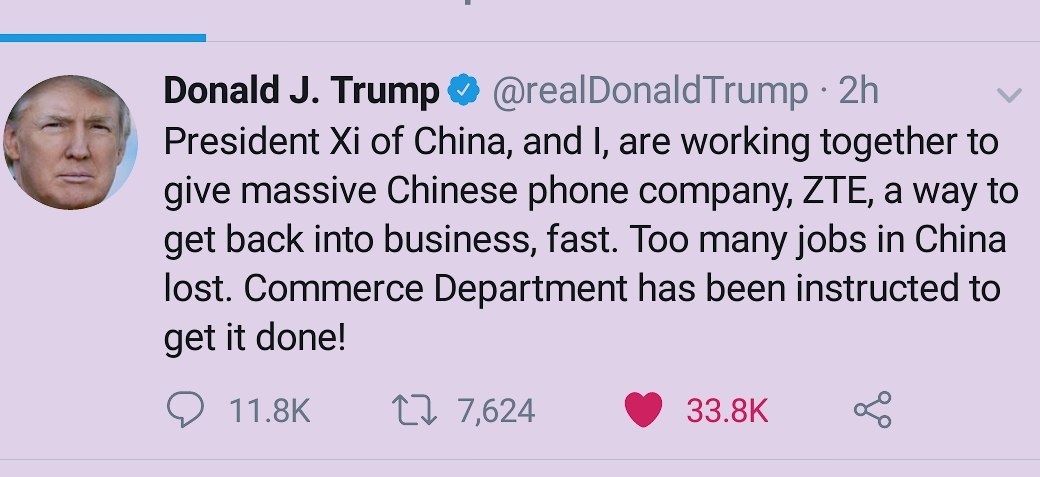 Donald J. Trump @realDonaldTrump · 2h
President Xi of China, and I, are working together to
give massive Chinese phone company, ZTE, a way to
get back into business, fast. Too many jobs in China
lost. Commerce Department has been instructed to
get it done!
11.8K 7,624 33.8K